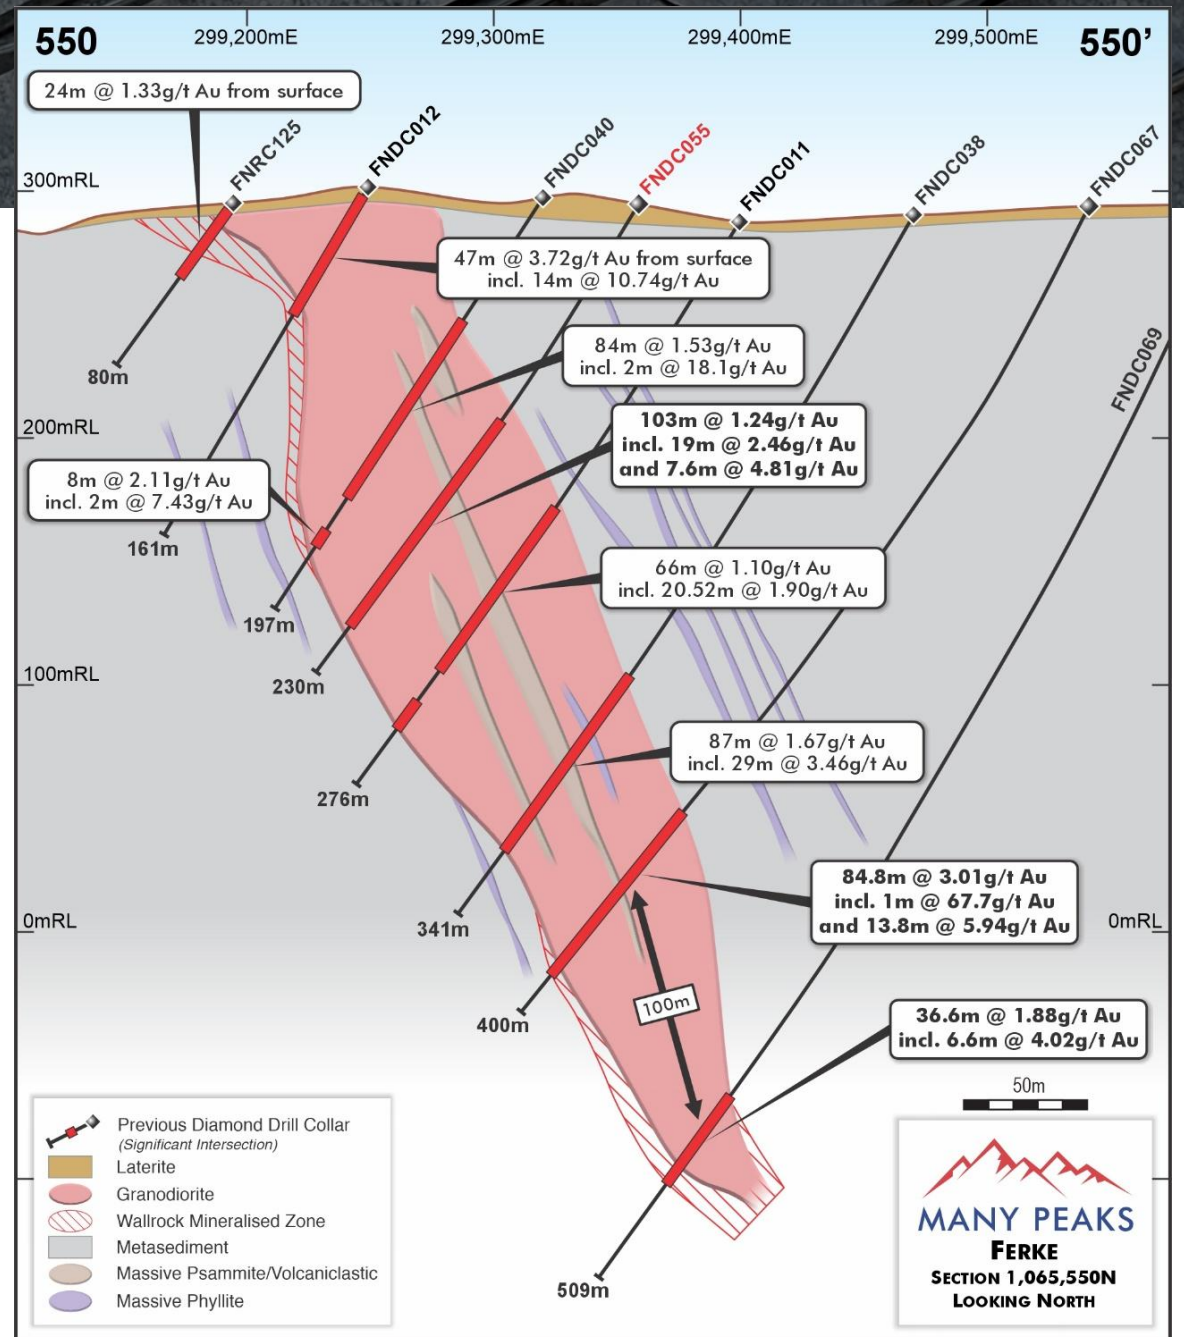 550
299,200mE
299,300mE
299,400mE
299,500mE
550’
24m @ 1.33g/t Au from surface
FNRC125
FNDC012
FNDC040
FNDC055
FNDC011
FNDC038
FNDC067
300mRL
47m @ 3.72g/t Au from surface
incl. 14m @ 10.74g/t Au
84m @ 1.53g/t Au
incl. 2m @ 18.1g/t Au
FNDC069
80m
200mRL
103m @ 1.24g/t Au
incl. 19m @ 2.46g/t Au
and 7.6m @ 4.81g/t Au
8m @ 2.11g/t Au
incl. 2m @ 7.43g/t Au
161m
66m @ 1.10g/t Au
incl. 20.52m @ 1.90g/t Au
197m
100mRL
230m
87m @ 1.67g/t Au
incl. 29m @ 3.46g/t Au
276m
84.8m @ 3.01g/t Au
incl. 1m @ 67.7g/t Au
and 13.8m @ 5.94g/t Au
0mRL
0mRL
341m
100m
400m
36.6m @ 1.88g/t Au
incl. 6.6m @ 4.02g/t Au
50m
509m
Previous Diamond Drill Collar
(Significant Intersection)
Laterite
Granodiorite
Wallrock Mineralised Zone
Metasediment
Massive Psammite/Volcaniclastic
Massive Phyllite
MANY PEAKS
FERKE
SECTION 1,065,550N
LOOKING NORTH